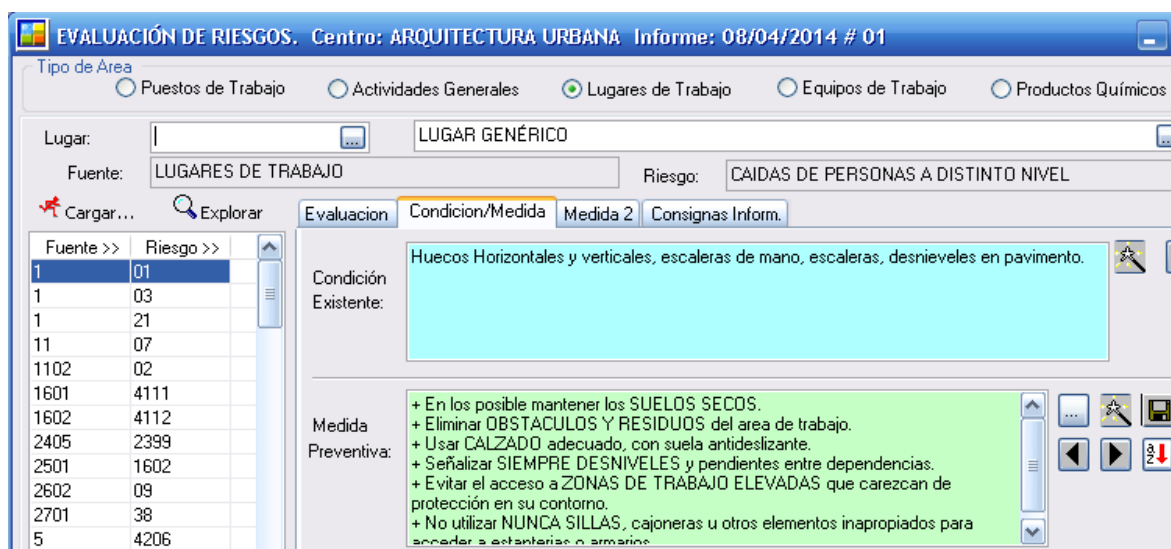 EVALUACIÓN DE RIESGOS. Centro: ARQUITECTURA URBANA Informe: 08/04/2014 # 01
Tipo de Area
Puestos de Trabajo Actividades Generales Lugares de Trabajo Equipos de Trabajo Productos Químicos
Lugar: ... LUGAR GENÉRICO
Fuente: LUGARES DE TRABAJO Riesgo: CAIDAS DE PERSONAS A DISTINTO NIVEL
Cargar... Explorar Evaluacion Condicion/Medida Medida 2 Consignas Inform.
Fuente >> Riesgo >>
1 01
1 03
1 21
11 07
1102 02
1601 4111
1602 4112
2405 2399
2501 1602
2602 09
2701 38
5 4206
Condición
Existente:
Huecos Horizontales y verticales, escaleras de mano, escaleras, desnieveles en pavimento.
Medida
Preventiva:
+ En los posible mantener los SUELOS SECOS.
+ Eliminar OBSTACULOS Y RESIDUOS del area de trabajo.
+ Usar CALZADO adecuado, con suela antideslizante.
+ Señalizar SIEMPRE DESNIVELES y pendientes entre dependencias.
+ Evitar el acceso a ZONAS DE TRABAJO ELEVADAS que carezcan de
protección en su contorno.
+ No utilizar NUNCA SILLAS, cajoneras u otros elementos inapropiados para
acceder a estanterias o armarios
...